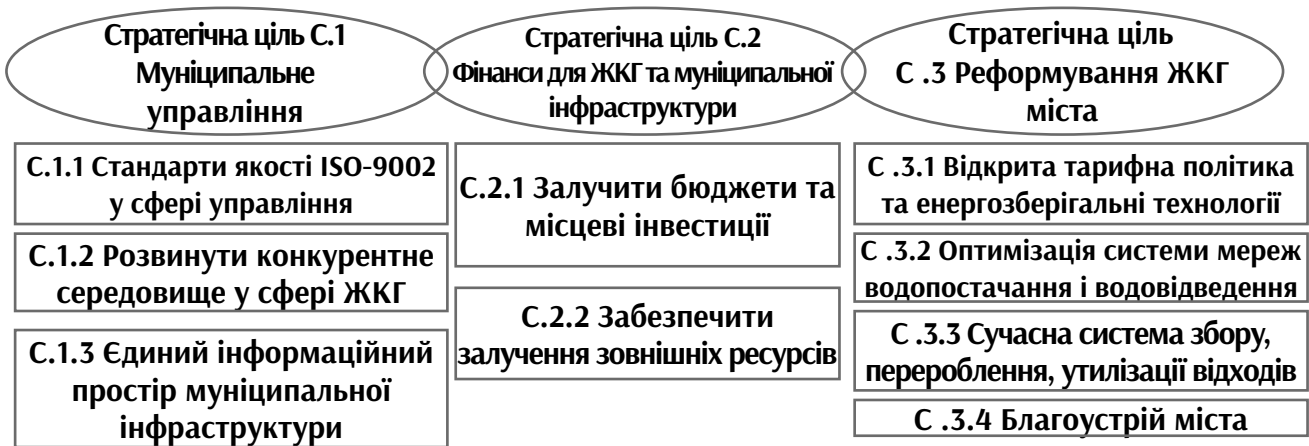 Стратегічна ціль С.1
Муніципальне
управління
С.1.1 Стандарти якості ISO-9002
у сфері управління
С.1.2 Розвинути конкурентне
середовище у сфері ЖКГ
С.1.3 Єдиний інформаційний
простір муніципальної
інфраструктури
Стратегічна ціль С.2
Фінанси для ЖКГ та муніципальної
інфраструктури
С.2.1 Залучити бюджети та
місцеві інвестиції
С.2.2 Забезпечити
залучення зовнішніх ресурсів
Стратегічна ціль
С .3 Реформування ЖКГ
міста
С .3.1 Відкрита тарифна політика
та енергозберігальні технології
С .3.2 Оптимізація системи мереж
водопостачання і водовідведення
С .3.3 Сучасна система збору,
перероблення, утилізації відходів
С .3.4 Благоустрій міста